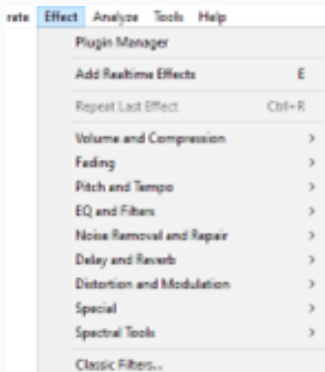 rate Effect Analyze Tools Help
Plugin Manager
Add Realtime Effects E
Repeat Last Effect Ctrl+R
Volume and Compression >
Fading >
Pitch and Tempo >
EQ and Filters >
Noise Removal and Repair >
Delay and Reverb >
Distortion and Modulation >
Special >
Spectral Tools >
Classic Filters...